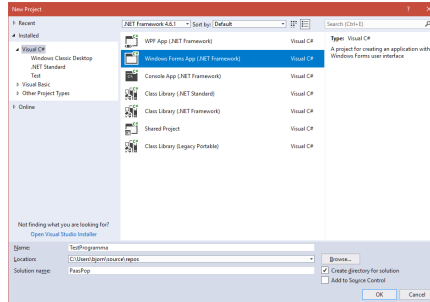 New Project
? ×
Recent
Installed
Visual C#
Windows Classic Desktop
.NET Standard
Test
Visual Basic
Other Project Types
Online
Not finding what you are looking for?
Open Visual Studio Installer
.NET Framework 4.6.1
Sort by: Default
WPF App (.NET Framework) Visual C#
Windows Forms App (.NET Framework) Visual C#
Console App (.NET Framework) Visual C#
Class Library (.NET Standard) Visual C#
Class Library (.NET Framework) Visual C#
Shared Project Visual C#
Class Library (Legacy Portable) Visual C#
Search (Ctrl+E)
Type: Visual C#
A project for creating an application with
Windows Forms user interface
Name: TestProgramma
Location: C:\Users\bjorn\source\repos
Browse...
Solution name: PaasPop
Create directory for solution
Add to Source Control
OK Cancel